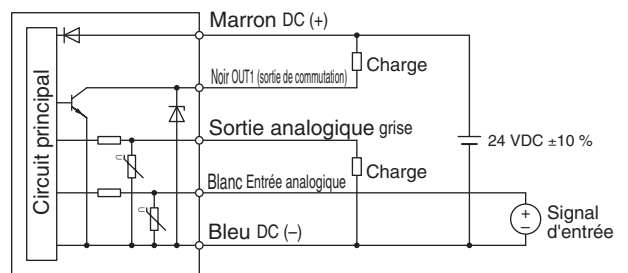 Marron DC (+)
Noir OUT1 (sortie de commutation)
Charge
Circuit principal
Sortie analogique grise
24 VDC ±10 %
Charge
Blanc Entrée analogique
+
−
Signal
d'entrée
Bleu DC (−)
U
U